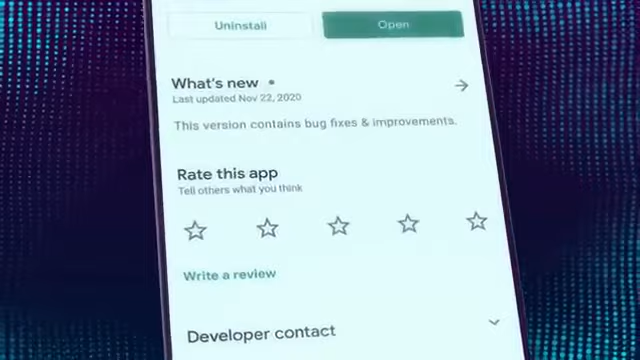 Uninstall
Open
What's new •
Last updated Nov 22, 2020
This version contains bug fixes & improvements.
Rate this app
Tell others what you think
Write a review
Developer contact